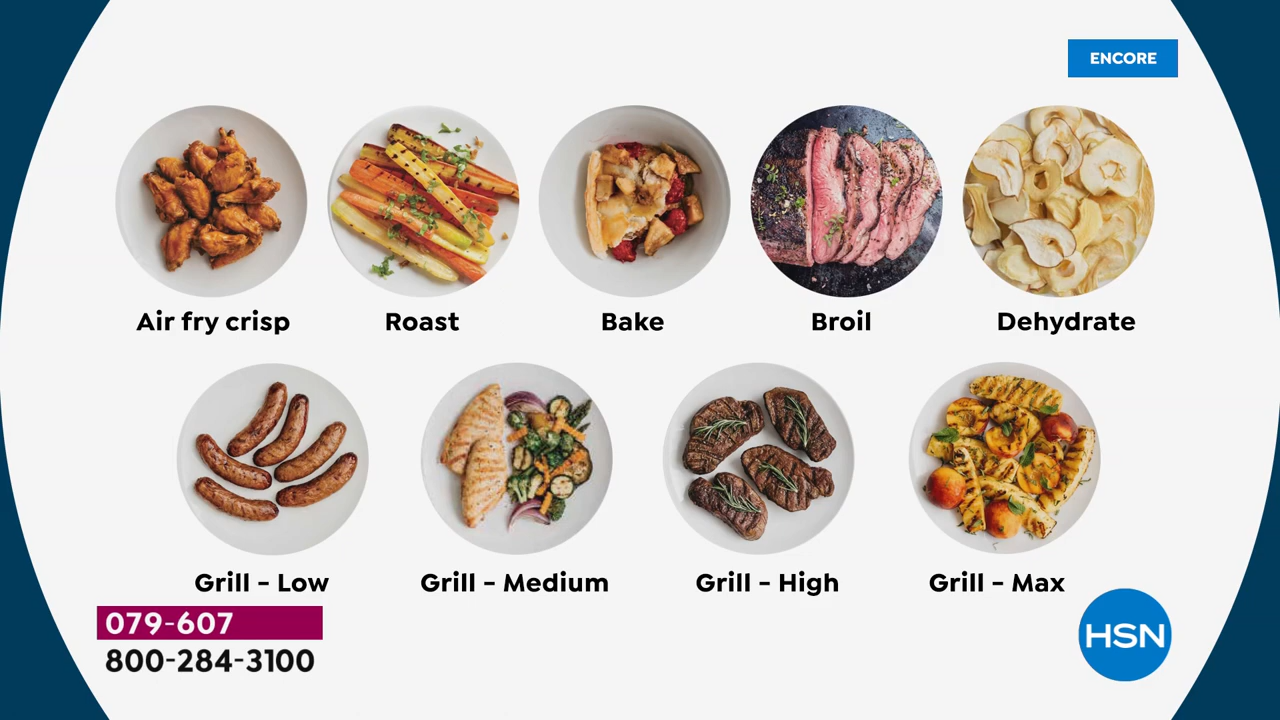 ENCORE
Air fry crisp
Roast
Bake
Broil
Dehydrate
Grill - Low
Grill - Medium
Grill - High
Grill - Max
079-607
800-284-3100
HSN